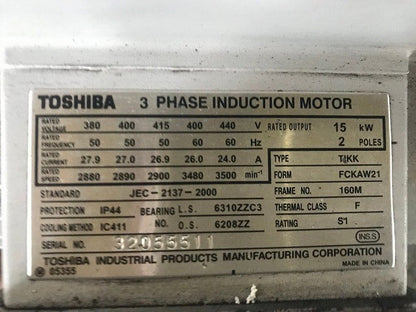 TOSHIBA 3 PHASE INDUCTION MOTOR
RATED VOLTAGE 380 400 415 400 440 V RATED OUTPUT 15 kW
RATED FREQUENCY 50 50 50 60 60 Hz 2 POLES
RATED CURRENT 27.9 27.0 26.9 26.0 24.0 A TYPE TIKK
RATED SPEED 2880 2890 2900 3480 3500 min⁻¹ FORM FCKAW21
STANDARD JEC-2137-2000 FRAME NO. 160M
PROTECTION IP44 BEARING L.S. 6310ZZC3 THERMAL CLASS F
COOLING METHOD IC411 NO. O.S. 6208ZZ RATING S1
SERIAL NO. 32055511 INS.S
TOSHIBA INDUSTRIAL PRODUCTS MANUFACTURING CORPORATION
05355 MADE IN CHINA